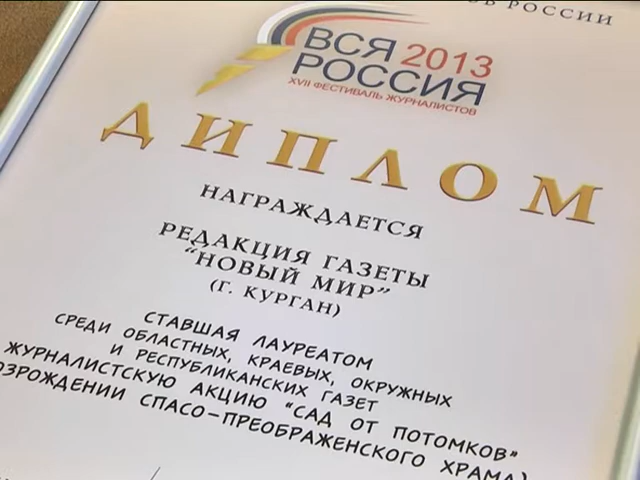 РОССИИ
ВСЯ 2013
РОССИЯ
XVII ФЕСТИВАЛЬ ЖУРНАЛИСТОВ
ДИПЛОМ
НАГРАЖДАЕТСЯ
РЕДАКЦИЯ ГАЗЕТЫ
"НОВЫЙ МИР"
(Г. КУРГАН)
СТАВШАЯ ЛАУРЕАТОМ
СРЕДИ ОБЛАСТНЫХ, КРАЕВЫХ, ОКРУЖНЫХ
И РЕСПУБЛИКАНСКИХ ГАЗЕТ
ЖУРНАЛИСТСКУЮ АКЦИЮ "САД ОТ ПОТОМКОВ"
ОЗРОЖДЕНИИ СПАСО-ПРЕОБРАЖЕНСКОГО ХРАМА)